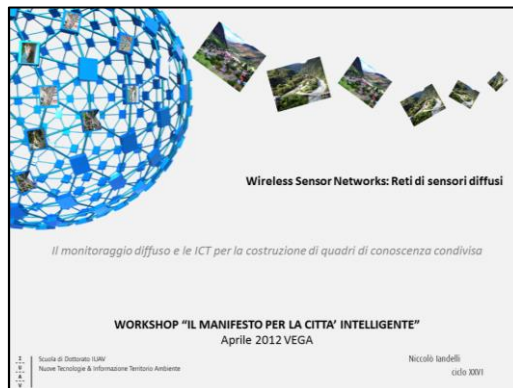 Wireless Sensor Networks: Reti di sensori diffusi
Il monitoraggio diffuso e le ICT per la costruzione di quadri di conoscenza condivisa
WORKSHOP “IL MANIFESTO PER LA CITTA’ INTELLIGENTE”
Aprile 2012 VEGA
I
U
A
V
Scuola di Dottorato IUAV
Nuove Tecnologie & Informazione Territorio Ambiente
Niccolò Iandelli
ciclo XXVI